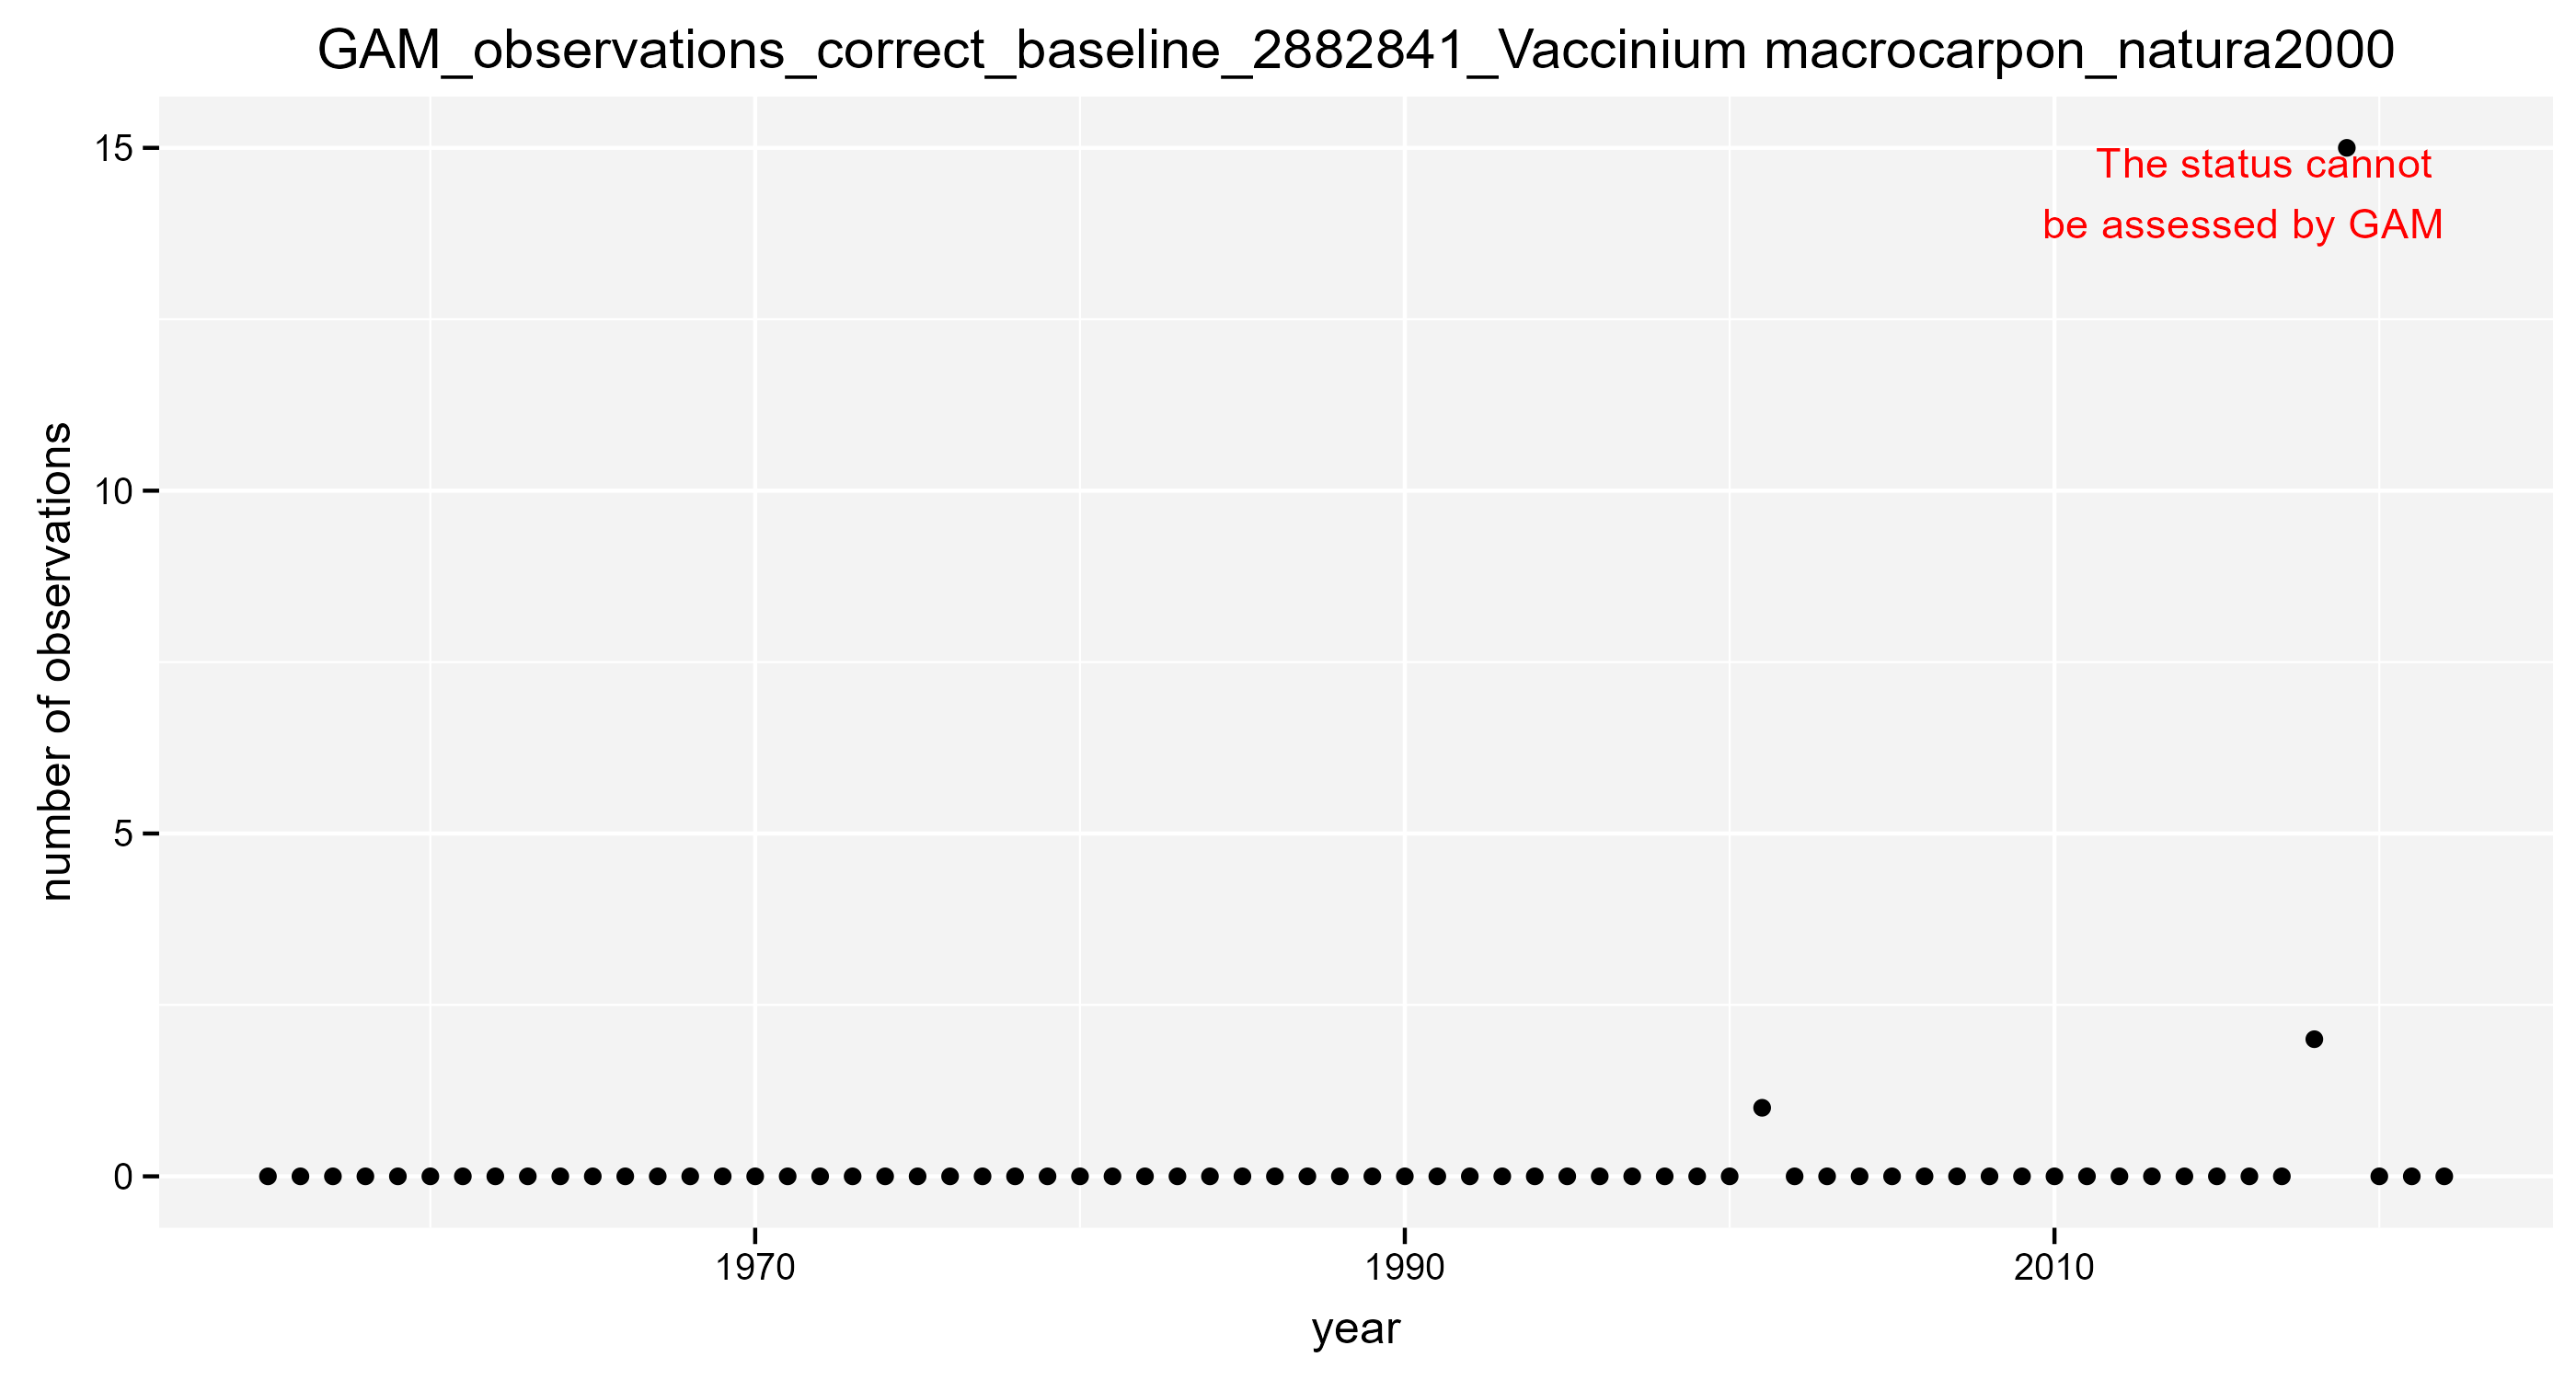 GAM_observations_correct_baseline_2882841_Vaccinium macrocarpon_natura2000
15
The status cannot
be assessed by GAM
10
number of observations
5
0
1970
1990
2010
year